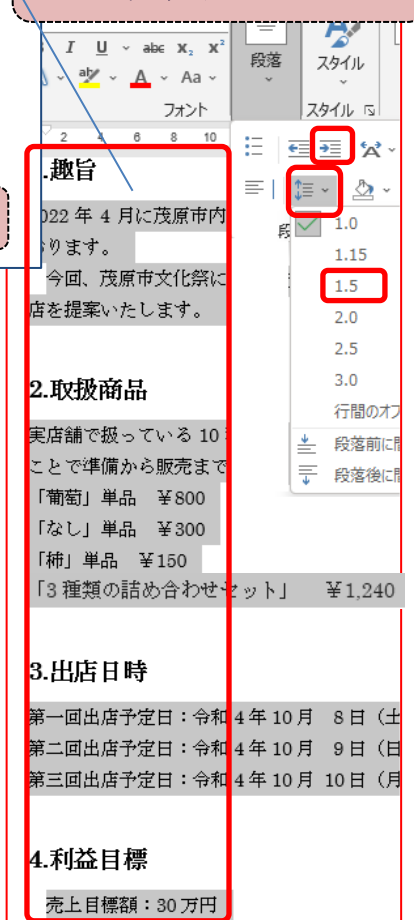 I U abc X₂ X²
段落
スタイル
A Aa
フォント
スタイル
2 4 6 8 10
.趣旨
022 年 4 月に茂原市内
ります。
今回、茂原市文化祭に
店を提案いたします。
1.0
1.15
1.5
2.0
2.5
3.0
行間のオプ
段落前に間
段落後に間
2.取扱商品
実店舗で扱っている 10
ことで準備から販売まで
「葡萄」単品 ¥800
「なし」単品 ¥300
「柿」単品 ¥150
「3 種類の詰め合わせセット」 ¥1,240
3.出店日時
第一回出店予定日：令和 4 年 10 月 8 日（土
第二回出店予定日：令和 4 年 10 月 9 日（日
第三回出店予定日：令和 4 年 10 月 10 日（月
4.利益目標
売上目標額：30 万円